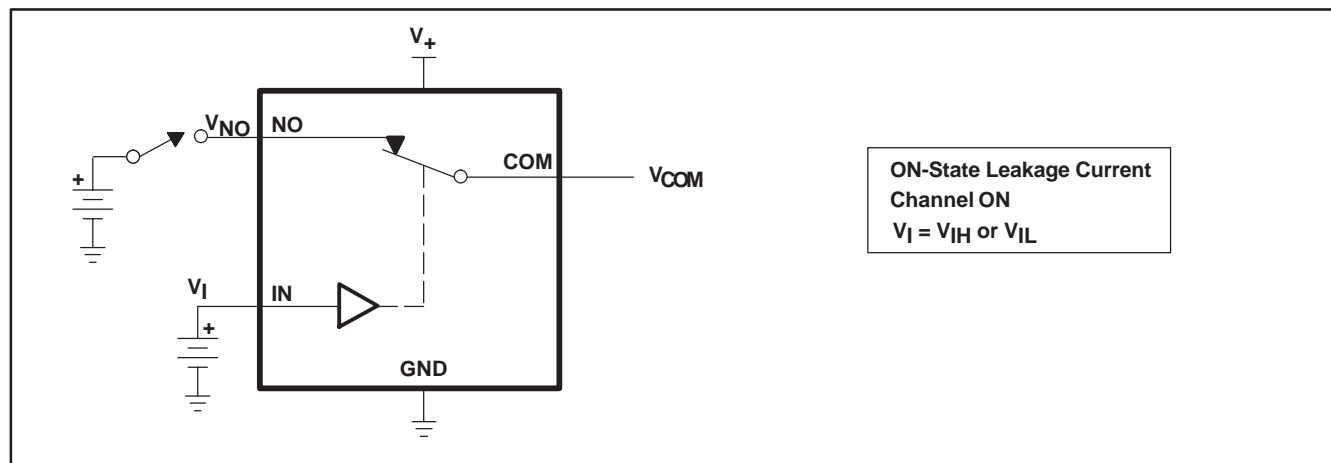 V+
VNO
NO
COM
VCOM
+
VI
IN
+
GND
ON-State Leakage Current
Channel ON
VI = VIH or VIL